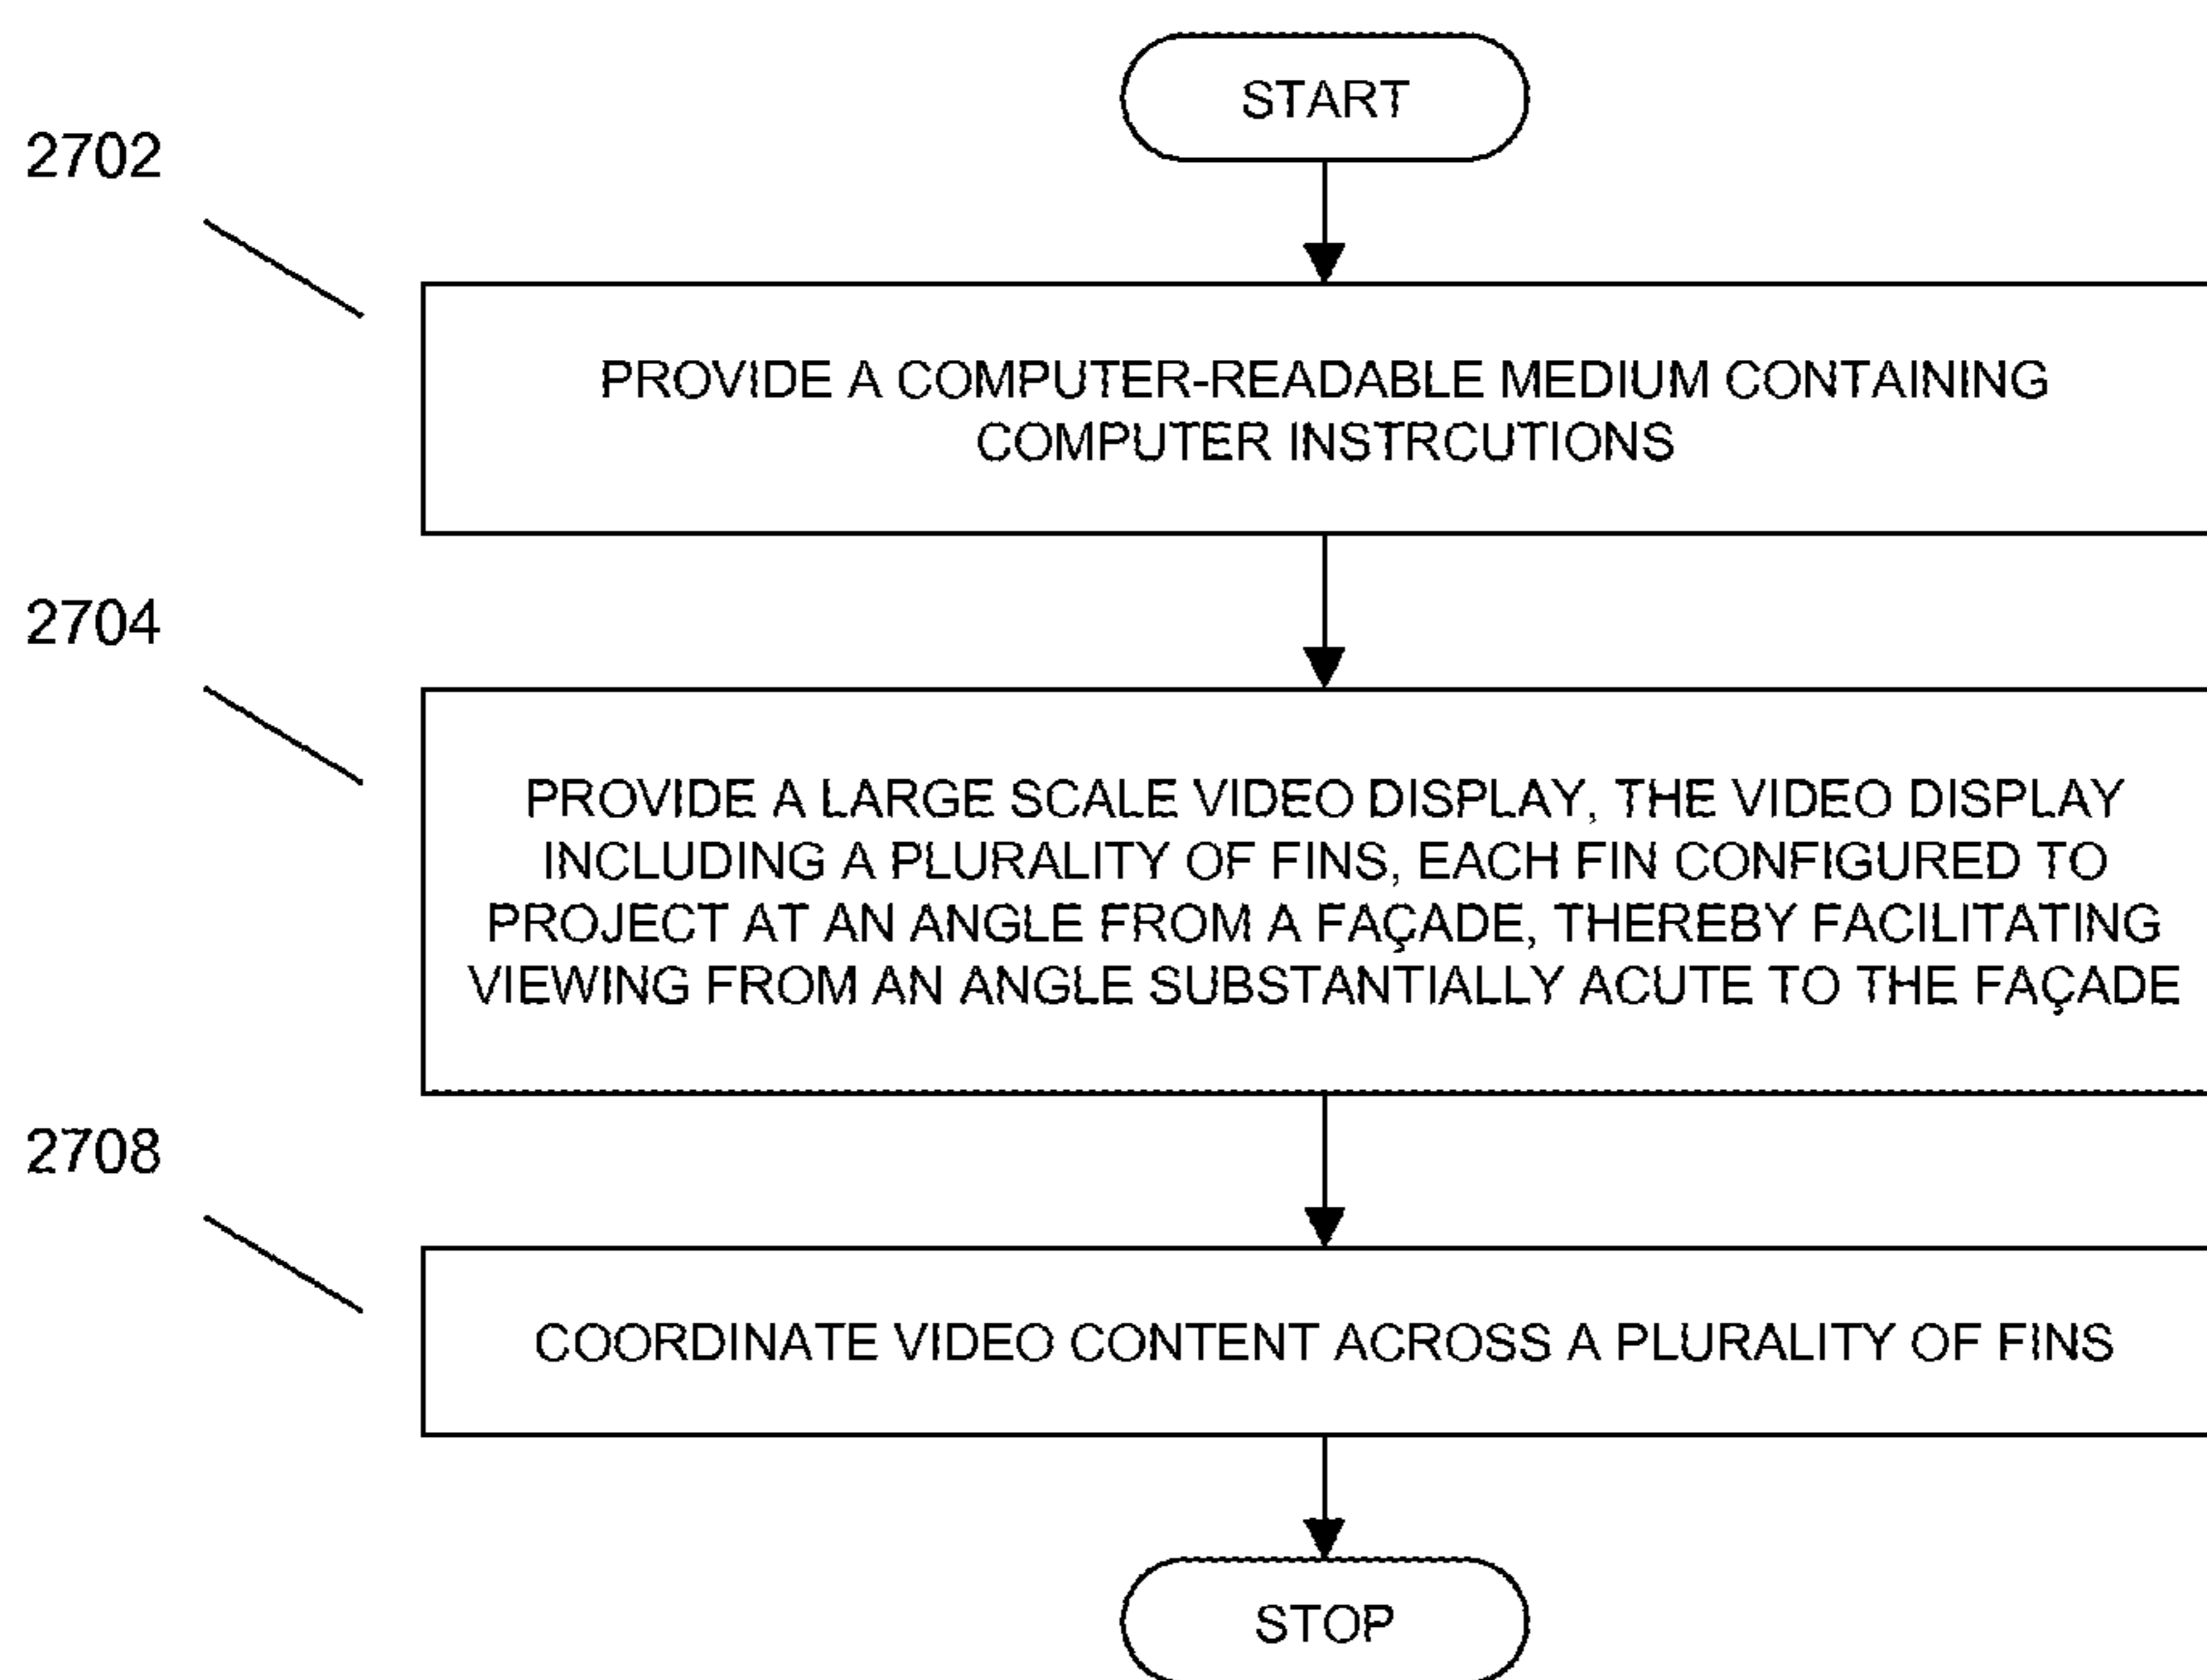 START
2702
PROVIDE A COMPUTER-READABLE MEDIUM CONTAINING
COMPUTER INSTRCUTIONS
2704
PROVIDE A LARGE SCALE VIDEO DISPLAY, THE VIDEO DISPLAY
INCLUDING A PLURALITY OF FINS, EACH FIN CONFIGURED TO
PROJECT AT AN ANGLE FROM A FAÇADE, THEREBY FACILITATING
VIEWING FROM AN ANGLE SUBSTANTIALLY ACUTE TO THE FAÇADE
2708
COORDINATE VIDEO CONTENT ACROSS A PLURALITY OF FINS
STOP